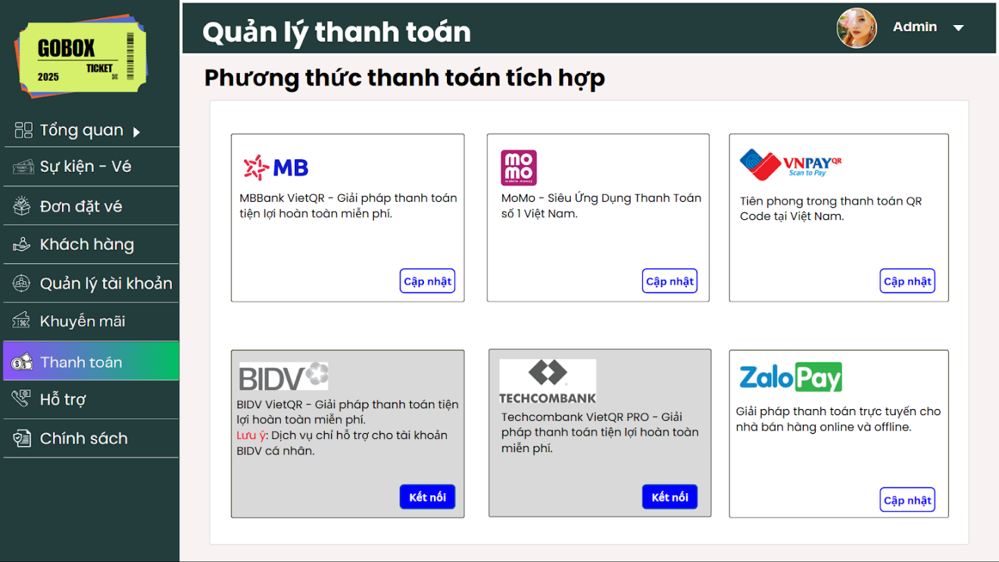 GOBOX
TICKET
2025
Tổng quan
Sự kiện - Vé
Đơn đặt vé
Khách hàng
Quản lý tài khoản
Khuyến mãi
Thanh toán
Hỗ trợ
Chính sách
Quản lý thanh toán
Admin
Phương thức thanh toán tích hợp
MB
MBBank VietQR - Giải pháp thanh toán
tiện lợi hoàn toàn miễn phí.
Cập nhật
mo
mo
mobile money
MoMo - Siêu Ứng Dụng Thanh Toán
số 1 Việt Nam.
Cập nhật
VNPAYQR
Scan to Pay
Tiên phong trong thanh toán QR
Code tại Việt Nam.
Cập nhật
BIDV
BIDV VietQR - Giải pháp thanh toán tiện
lợi hoàn toàn miễn phí.
Lưu ý: Dịch vụ chỉ hỗ trợ cho tài khoản
BIDV cá nhân.
Kết nối
TECHCOMBANK
Techcombank VietQR PRO - Giải
pháp thanh toán tiện lợi hoàn toàn
miễn phí.
Kết nối
ZaloPay
Giải pháp thanh toán trực tuyến cho
nhà bán hàng online và offline.
Cập nhật